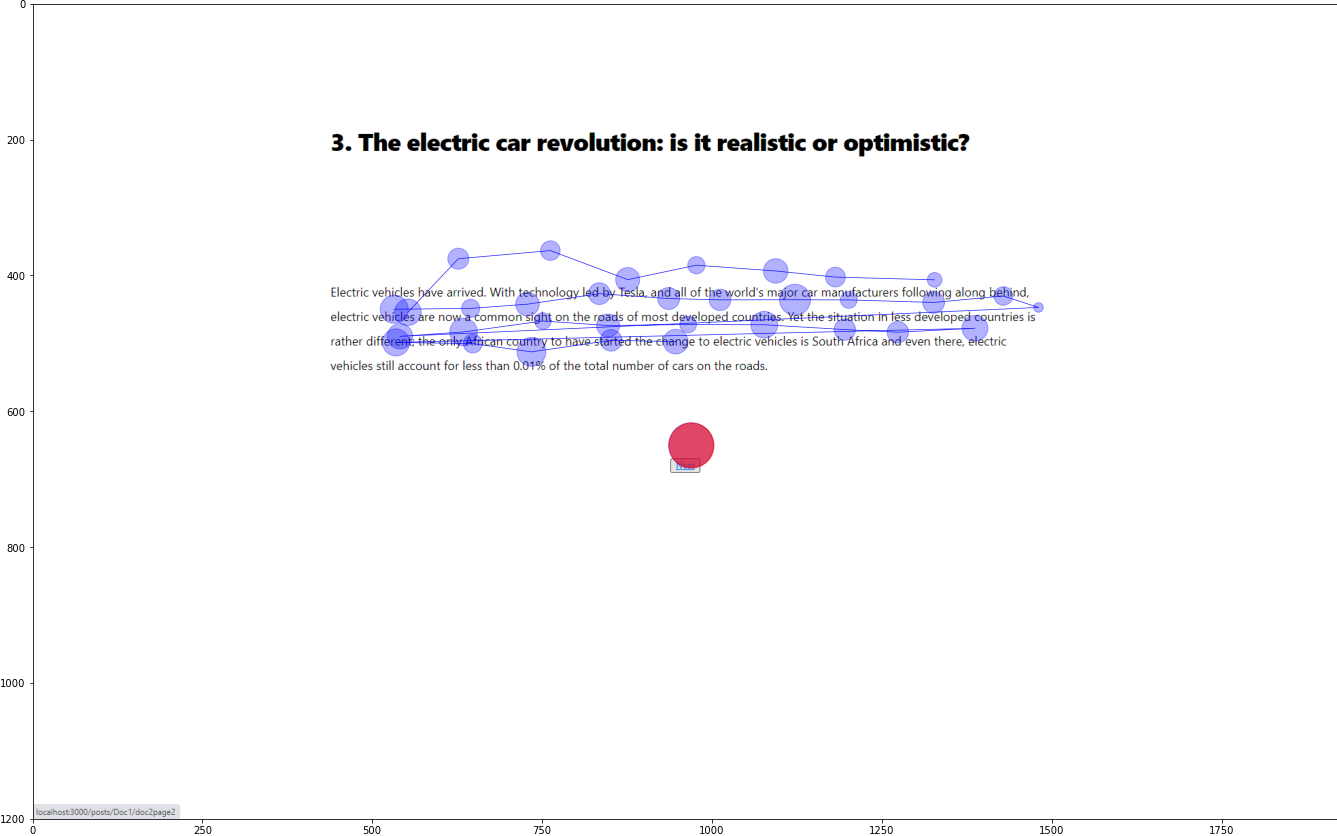 3. The electric car revolution: is it realistic or optimistic?
Electric vehicles have arrived. With technology led by Tesla, and all of the world's major car manufacturers following along behind,
electric vehicles are now a common sight on the roads of most developed countries. Yet the situation in less developed countries is
rather different, the only African country to have started the change to electric vehicles is South Africa and even there, electric
vehicles still account for less than 0.01% of the total number of cars on the roads.
localhost:3000/posts/Doc1/doc2page2
0
200
400
600
800
1000
1200
0 250 500 750 1000 1250 1500 1750